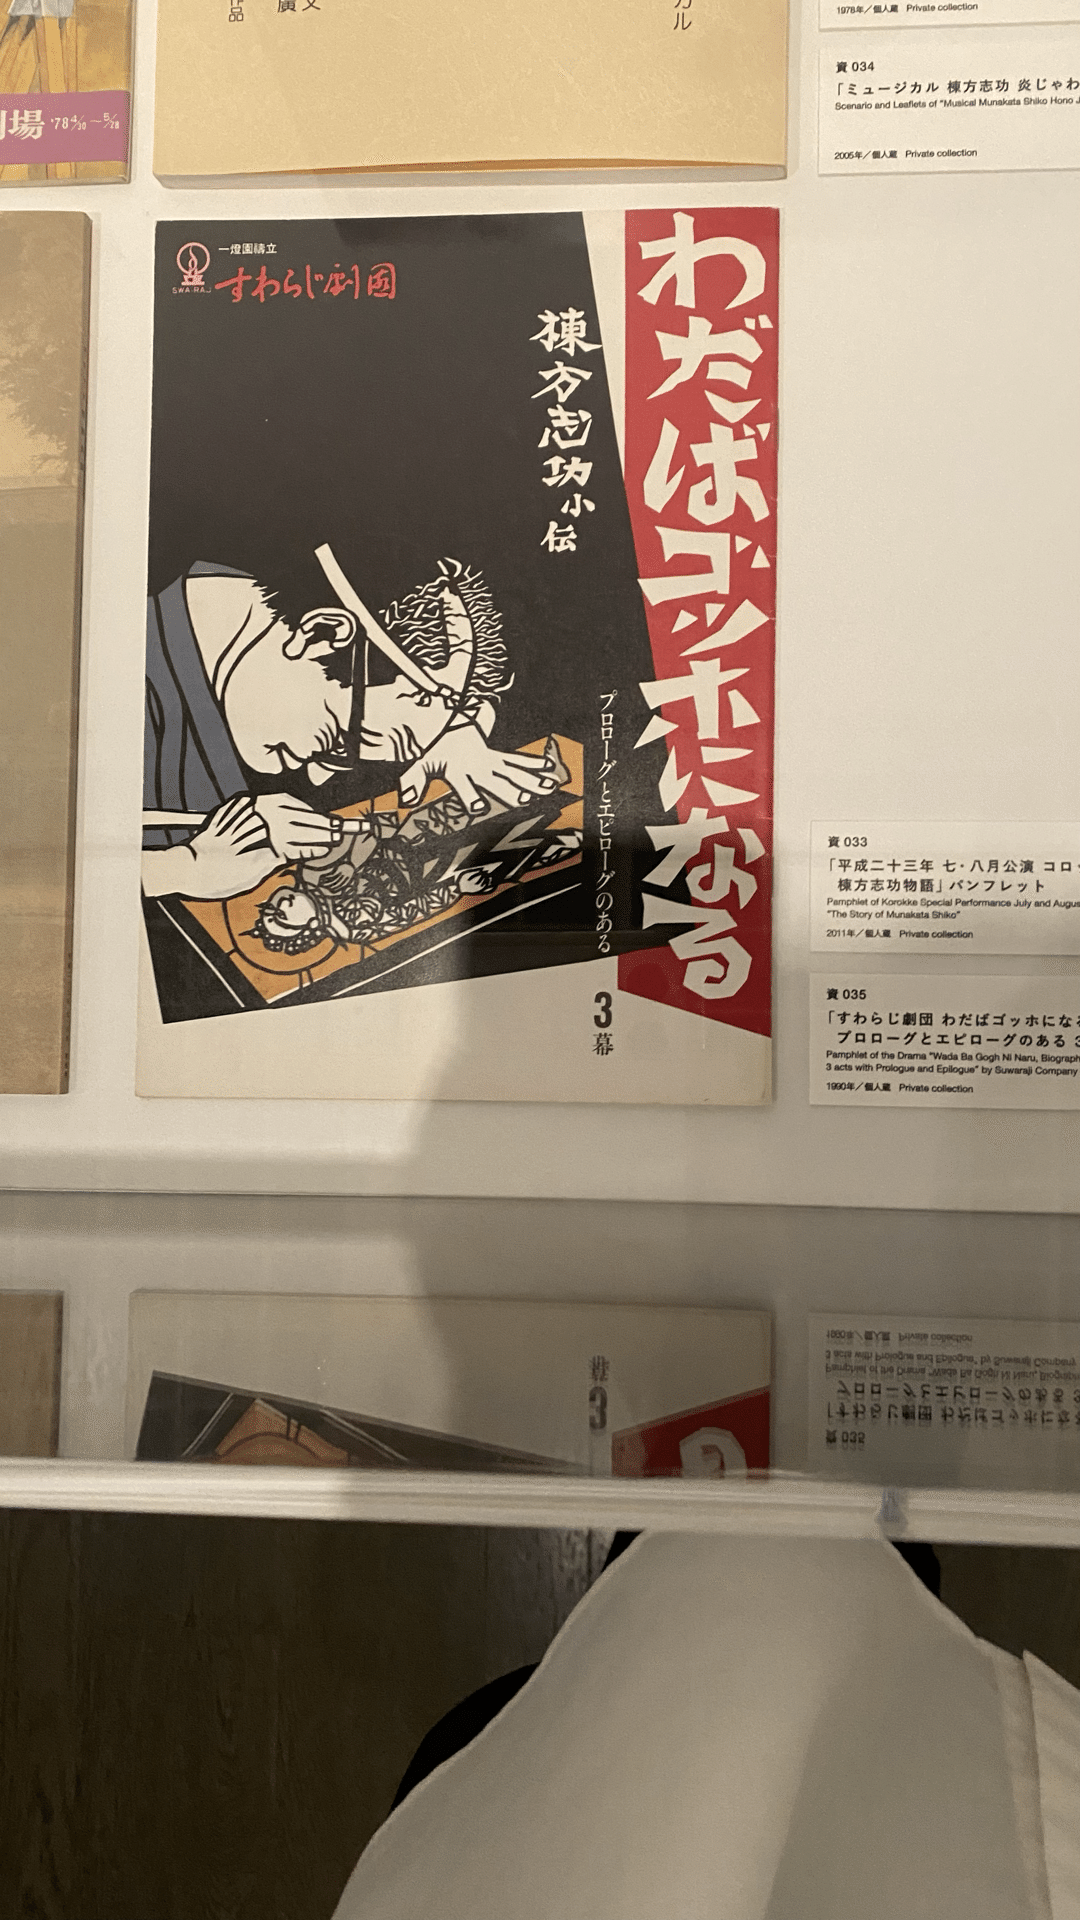 作品
劇場 '78 4/30～5/28
1978年／個人蔵 Private collection
資 034
「ミュージカル 棟方志功 炎じゃわ
Scenario and Leaflets of "Musical Munakata Shiko Hono J
2005年／個人蔵 Private collection
一燈園禱立
すわらじ劇園
SWA RAJ
わだばゴッホになる
棟方志功小伝
プロローグとエピローグのある
3幕
資 033
「平成二十三年 七・八月公演 コロッ
棟方志功物語」パンフレット
Pamphlet of Korokke Special Performance July and Augus
"The Story of Munakata Shiko"
2011年／個人蔵 Private collection
資 035
「すわらじ劇団 わだばゴッホになる
プロローグとエピローグのある 3
Pamphlet of the Drama "Wada Ba Gogh Ni Naru, Biograph
3 acts with Prologue and Epilogue" by Suwaraji Company
1990年／個人蔵 Private collection